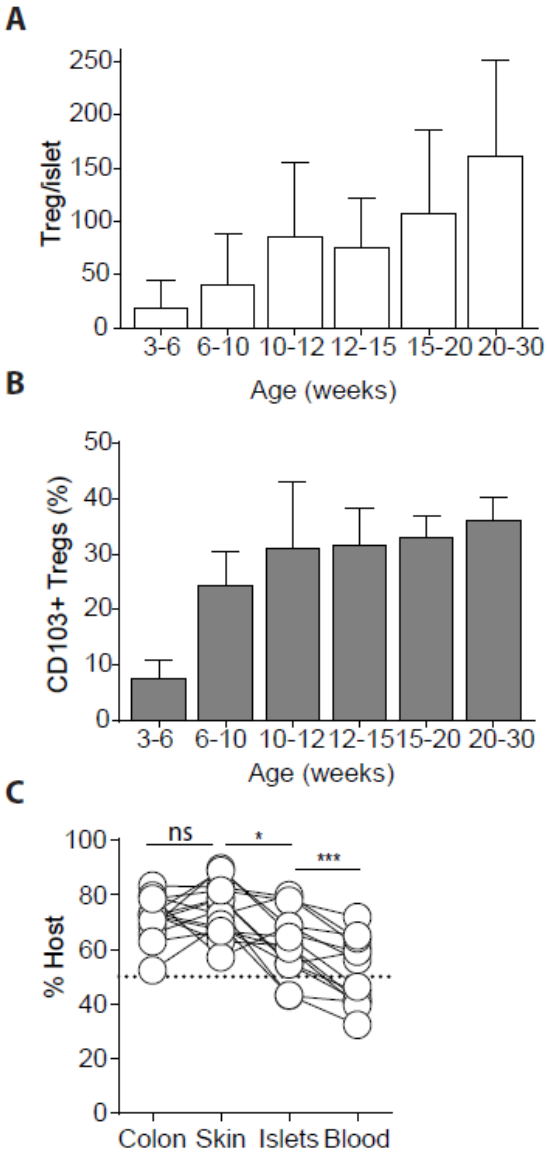 A
Treg/islet
250
200
150
100
50
0
3-6 6-10 10-12 12-15 15-20 20-30
Age (weeks)
B
CD103+ Tregs (%)
50
40
30
20
10
0
3-6 6-10 10-12 12-15 15-20 20-30
Age (weeks)
C
% Host
ns * ***
100
80
60
40
20
0
Colon Skin Islets Blood